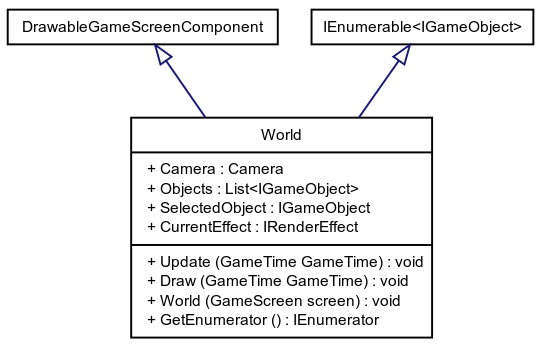 DrawableGameScreenComponent
IEnumerable<IGameObject>
World
+ Camera : Camera
+ Objects : List<IGameObject>
+ SelectedObject : IGameObject
+ CurrentEffect : IRenderEffect
+ Update (GameTime GameTime) : void
+ Draw (GameTime GameTime) : void
+ World (GameScreen screen) : void
+ GetEnumerator () : IEnumerator